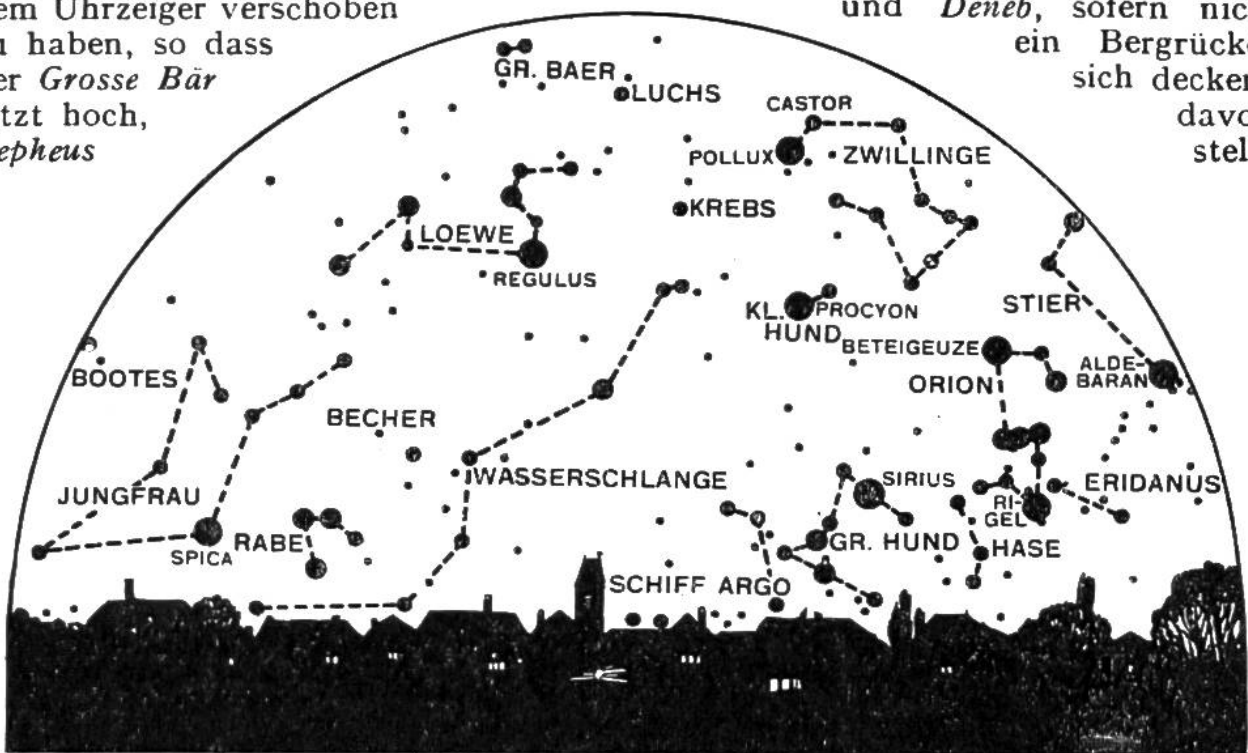 em Uhrzeiger verschoben
u haben, so dass
er Grosse Bär
tzt hoch,
epheus
und Deneb, sofern nic
ein Bergrück
sich decker
davo
stel
GR. BAER
LUCHS
CASTOR
POLLUX
ZWILLINGE
KREBS
LOEWE
REGULUS
KL.
HUND
PROCYON
STIER
BETEIGEUZE
ALDE-
BARAN
ORION
BOOTES
BECHER
WASSERSCHLANGE
SIRIUS
ERIDANUS
JUNGFRAU
RI-
GEL
SPICA
RABE
GR. HUND
HASE
SCHIFF ARGO